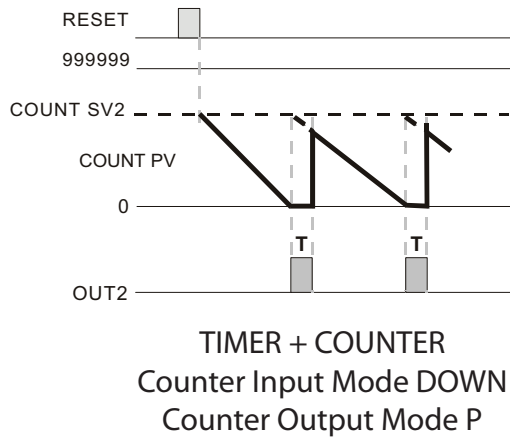 RESET
999999
COUNT SV2
COUNT PV
0
T T
OUT2
TIMER + COUNTER
Counter Input Mode DOWN
Counter Output Mode P